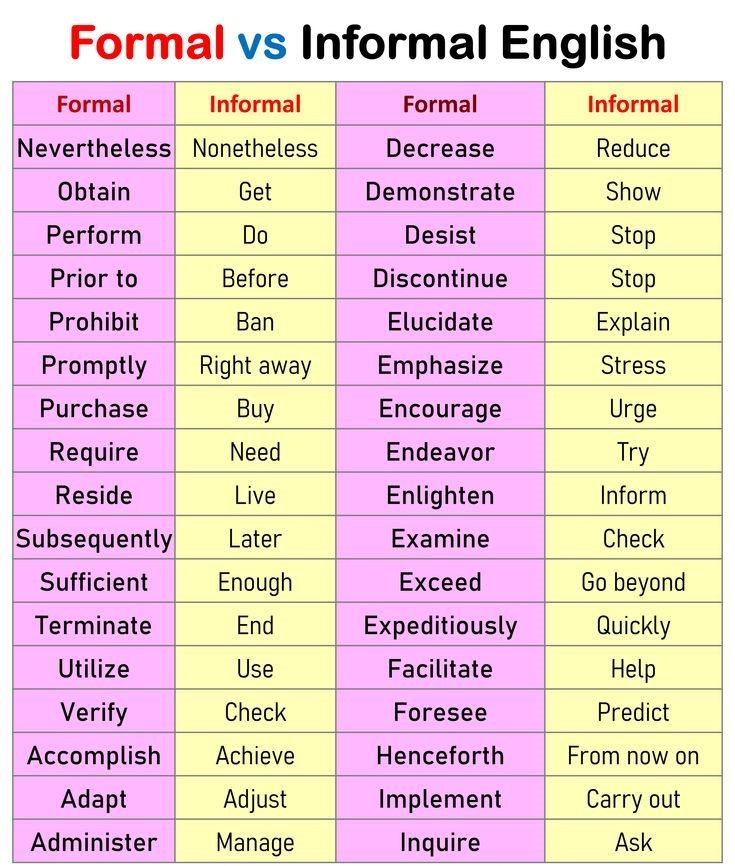 Formal vs Informal English
Formal Informal Formal Informal
Nevertheless Nonetheless Decrease Reduce
Obtain Get Demonstrate Show
Perform Do Desist Stop
Prior to Before Discontinue Stop
Prohibit Ban Elucidate Explain
Promptly Right away Emphasize Stress
Purchase Buy Encourage Urge
Require Need Endeavor Try
Reside Live Enlighten Inform
Subsequently Later Examine Check
Sufficient Enough Exceed Go beyond
Terminate End Expeditiously Quickly
Utilize Use Facilitate Help
Verify Check Foresee Predict
Accomplish Achieve Henceforth From now on
Adapt Adjust Implement Carry out
Administer Manage Inquire Ask